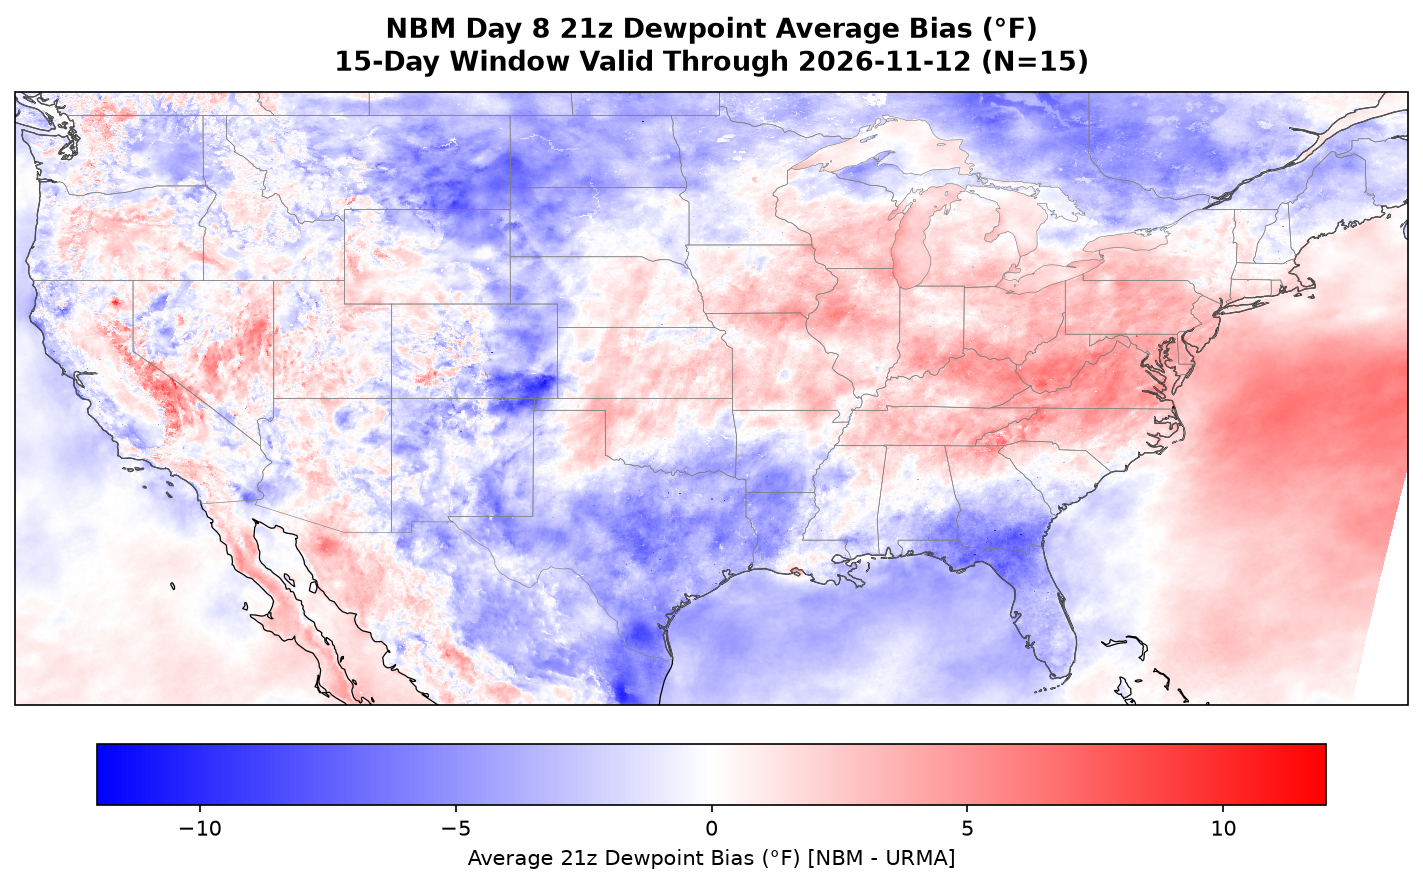 NBM Day 8 21z Dewpoint Average Bias (°F)
15-Day Window Valid Through 2026-11-12 (N=15)
−10 −5 0 5 10
Average 21z Dewpoint Bias (°F) [NBM - URMA]